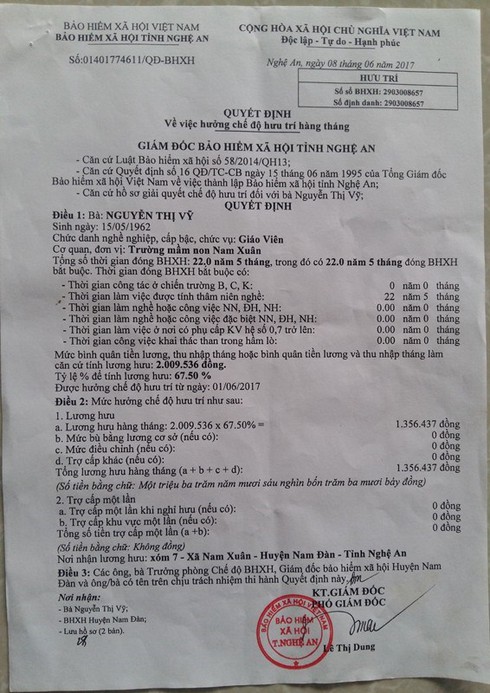 BẢO HIỂM XÃ HỘI VIỆT NAM
BẢO HIỂM XÃ HỘI TỈNH NGHỆ AN
Số:01401774611/QĐ-BHXH
CỘNG HÒA XÃ HỘI CHỦ NGHĨA VIỆT NAM
Độc lập - Tự do - Hạnh phúc
Nghệ An, ngày 08 tháng 06 năm 2017
HƯU TRÍ
Số sổ BHXH: 2903008657
Số định danh: 2903008657
QUYẾT ĐỊNH
Về việc hưởng chế độ hưu trí hàng tháng
GIÁM ĐỐC BẢO HIỂM XÃ HỘI TỈNH NGHỆ AN
- Căn cứ Luật Bảo hiểm xã hội số 58/2014/QH13;
- Căn cứ Quyết định số 16 QĐ/TC-CB ngày 15 tháng 06 năm 1995 của Tổng Giám đốc
Bảo hiểm xã hội Việt Nam về việc thành lập Bảo hiểm xã hội tỉnh Nghệ An;
- Căn cứ hồ sơ giải quyết chế độ hưu trí đối với bà Nguyễn Thị Vỹ;
QUYẾT ĐỊNH
Điều 1: Bà: NGUYỄN THỊ VỸ
Sinh ngày: 15/05/1962
Chức danh nghề nghiệp, cấp bậc, chức vụ: Giáo Viên
Cơ quan, đơn vị: Trường mầm non Nam Xuân
Tổng số thời gian đóng BHXH: 22.0 năm 5 tháng, trong đó có 22.0 năm 5 tháng đóng BHXH
bắt buộc. Thời gian đóng BHXH bắt buộc có:
- Thời gian công tác ở chiến trường B, C, K: 0 năm 0 tháng
- Thời gian làm việc được tính thâm niên nghề: 22 năm 5 tháng
- Thời gian làm nghề hoặc công việc NN, ĐH, NH: 0.00 năm 0 tháng
- Thời gian làm nghề hoặc công việc đặc biệt NN, ĐH, NH: 0.00 năm 0 tháng
- Thời gian làm việc ở nơi có phụ cấp KV hệ số 0,7 trở lên: 0.00 năm 0 tháng
- Thời gian công việc khai thác than trong hầm lò: 0.00 năm 0 tháng
Mức bình quân tiền lương, thu nhập tháng hoặc bình quân tiền lương và thu nhập tháng làm
căn cứ tính lương hưu: 2.009.536 đồng.
Tỷ lệ % để tính lương hưu: 67.50 %
Được hưởng chế độ hưu trí từ ngày: 01/06/2017
Điều 2: Mức hưởng chế độ hưu trí như sau:
1. Lương hưu
a. Lương hưu hàng tháng: 2.009.536 x 67.50% = 1.356.437 đồng
b. Mức bù bằng lương cơ sở (nếu có): 0 đồng
c. Mức điều chỉnh (nếu có): 0 đồng
d. Trợ cấp khác (nếu có): 0 đồng
Tổng lương hưu hàng tháng (a + b + c + d): 1.356.437 đồng
(Số tiền bằng chữ: Một triệu ba trăm năm mươi sáu nghìn bốn trăm ba mươi bảy đồng)
2. Trợ cấp một lần
a. Trợ cấp một lần khi nghỉ hưu (nếu có): 0 đồng
b. Trợ cấp khu vực một lần (nếu có): 0 đồng
Tổng số tiền trợ cấp một lần (a +b): 0 đồng
(Số tiền bằng chữ: Không đồng)
Nơi nhận lương hưu: xóm 7 - Xã Nam Xuân - Huyện Nam Đàn - Tỉnh Nghệ An
Điều 3: Các ông, bà Trưởng phòng Chế độ BHXH, Giám đốc bảo hiểm xã hội Huyện Nam
Đàn và ông/bà có tên trên chịu trách nhiệm thi hành Quyết định này./.
Nơi nhận:
- Bà Nguyễn Thị Vỹ;
- BHXH Huyện Nam Đàn;
- Lưu hồ sơ (2 bản).
KT.GIÁM ĐỐC
PHÓ GIÁM ĐỐC
BẢO HIỂM XÃ HỘI VIỆT NAM
BẢO HIỂM
XÃ HỘI
T.NGHỆ AN
Lê Thị Dung